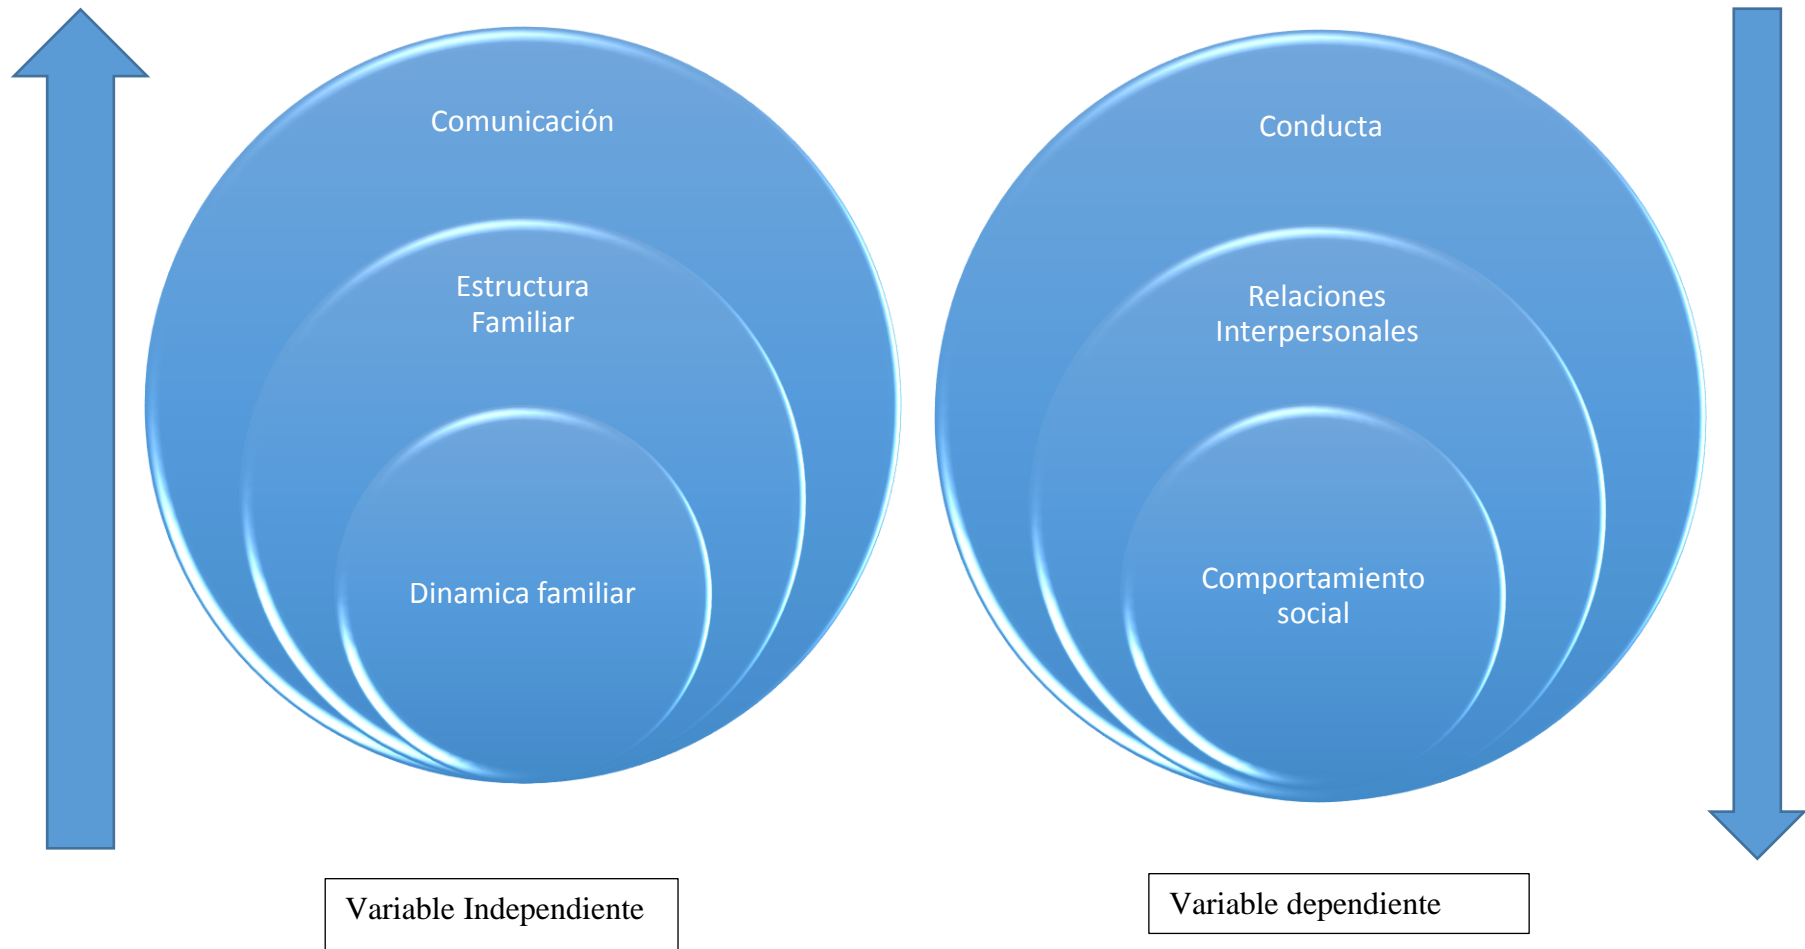 Comunicación
Estructura
Familiar
Dinamica familiar
Variable Independiente
Conducta
Relaciones
Interpersonales
Comportamiento
social
Variable dependiente